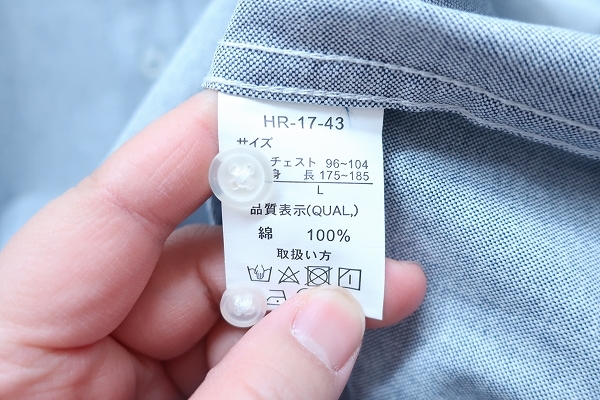 HR-17-43
サイズ
チェスト 96~104
身 長 175~185
L
品質表示(QUAL,)
綿 100%
取扱い方